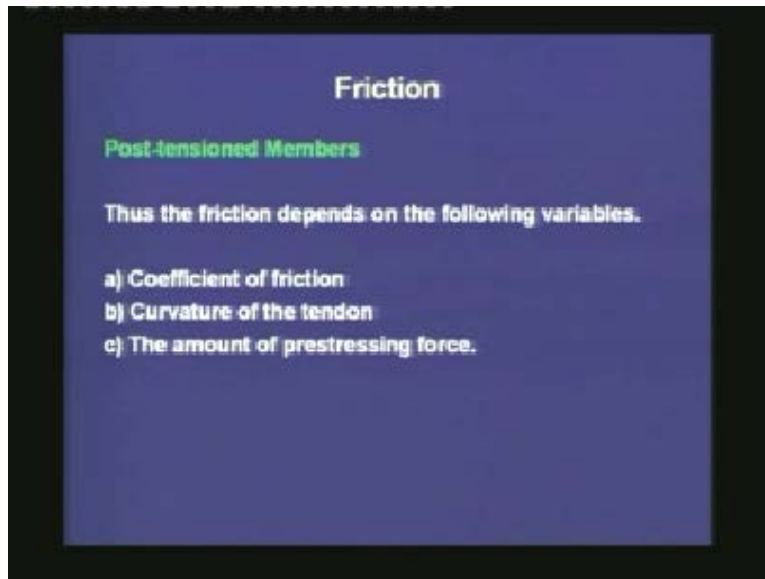 Friction
Post-tensioned Members
Thus the friction depends on the following variables.
a) Coefficient of friction
b) Curvature of the tendon
c) The amount of prestressing force.